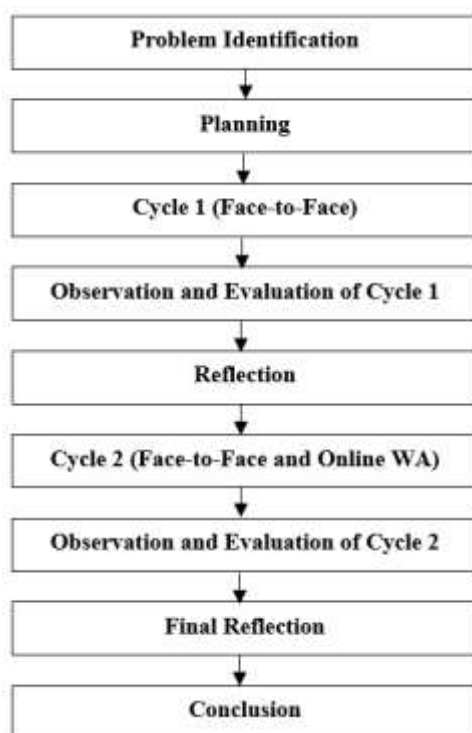 Problem Identification
Planning
Cycle 1 (Face-to-Face)
Observation and Evaluation of Cycle 1
Reflection
Cycle 2 (Face-to-Face and Online WA)
Observation and Evaluation of Cycle 2
Final Reflection
Conclusion